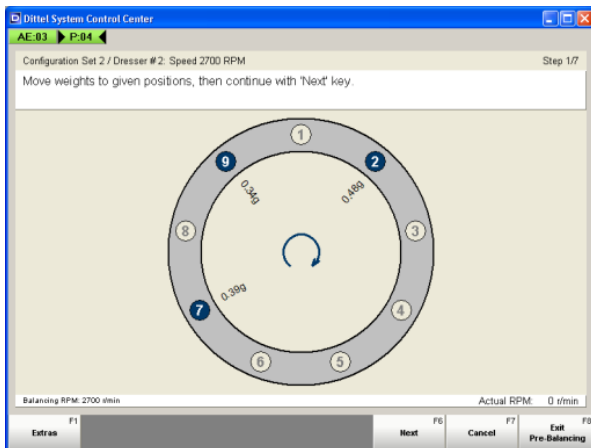 Dittel System Control Center
AE:03 P:04
Configuration Set 2 / Dresser #2: Speed 2700 RPM Step 1/7
Move weights to given positions, then continue with 'Next' key.
1
9 2
0.34g 0.48g
8 3
0.39g
7 4
6 5
Balancing RPM: 2700 r/min Actual RPM: 0 r/min
F1 F6 F7 F8
Extras Next Cancel Exit
Pre-Balancing